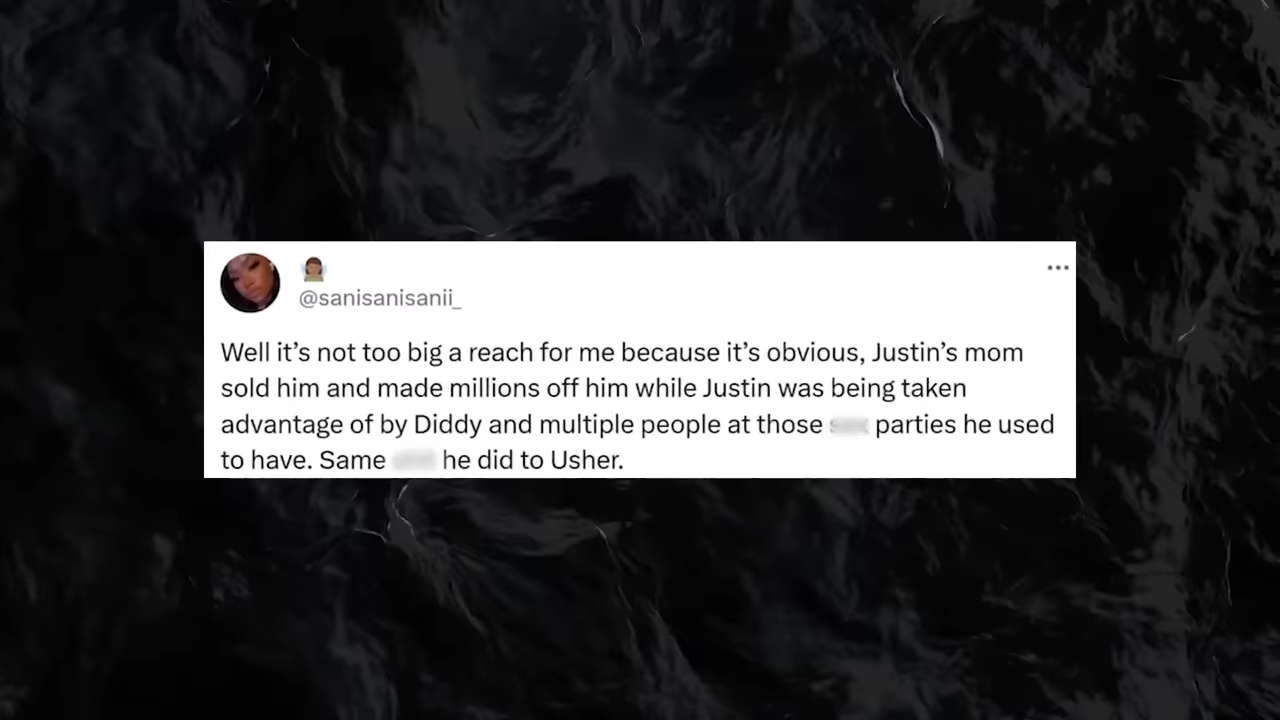 @sanisanisanii_
Well it’s not too big a reach for me because it’s obvious, Justin’s mom
sold him and made millions off him while Justin was being taken
advantage of by Diddy and multiple people at those parties he used
to have. Same he did to Usher.